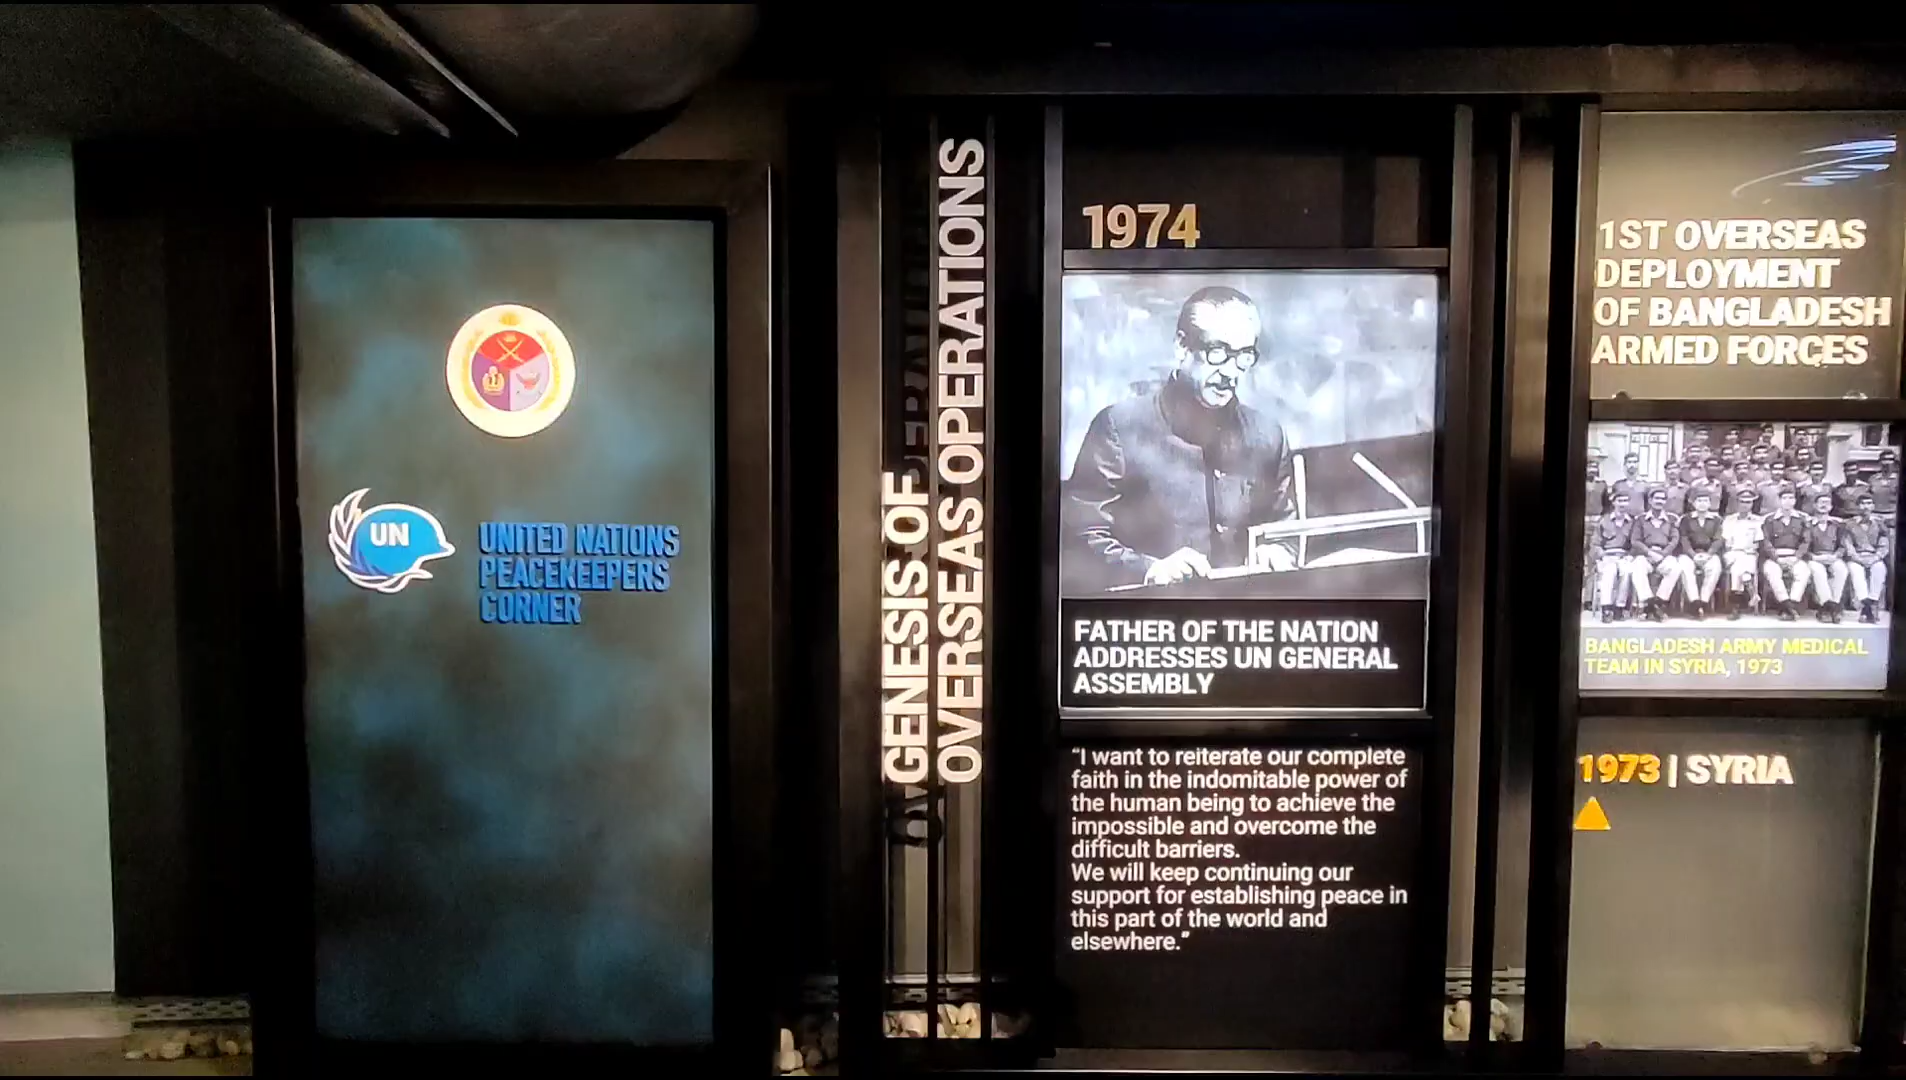 UN
UNITED NATIONS
PEACEKEEPERS
CORNER
GENESIS OF
OVERSEAS OPERATIONS
1974
FATHER OF THE NATION
ADDRESSES UN GENERAL
ASSEMBLY
“I want to reiterate our complete
faith in the indomitable power of
the human being to achieve the
impossible and overcome the
difficult barriers.
We will keep continuing our
support for establishing peace in
this part of the world and
elsewhere.”
1ST OVERSEAS
DEPLOYMENT
OF BANGLADESH
ARMED FORCES
BANGLADESH ARMY MEDICAL
TEAM IN SYRIA, 1973
1973 | SYRIA